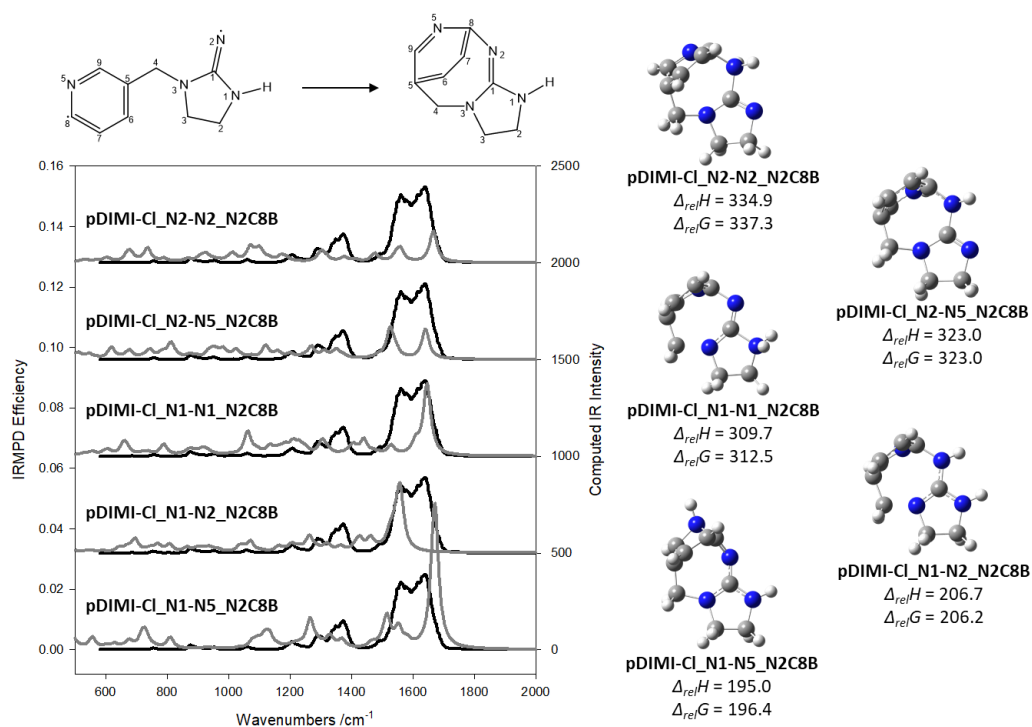 N
2
N
5
9
4
5
N
3
1
N
1
H
8
7
6
3
2
N
5
8
9
N
2
7
5
6
1
4
N
3
N
1
H
3
2
IRMPD Efficiency
0.16
0.14
0.12
0.10
0.08
0.06
0.04
0.02
0.00
pDIMI-Cl_N2-N2_N2C8B
pDIMI-Cl_N2-N5_N2C8B
pDIMI-Cl_N1-N1_N2C8B
pDIMI-Cl_N1-N2_N2C8B
pDIMI-Cl_N1-N5_N2C8B
2500
2000
1500
1000
500
0
Computed IR Intensity
600 800 1000 1200 1400 1600 1800 2000
Wavenumbers /cm⁻¹
pDIMI-Cl_N2-N2_N2C8B
ΔrelH = 334.9
ΔrelG = 337.3
pDIMI-Cl_N2-N5_N2C8B
ΔrelH = 323.0
ΔrelG = 323.0
pDIMI-Cl_N1-N1_N2C8B
ΔrelH = 309.7
ΔrelG = 312.5
pDIMI-Cl_N1-N2_N2C8B
ΔrelH = 206.7
ΔrelG = 206.2
pDIMI-Cl_N1-N5_N2C8B
ΔrelH = 195.0
ΔrelG = 196.4